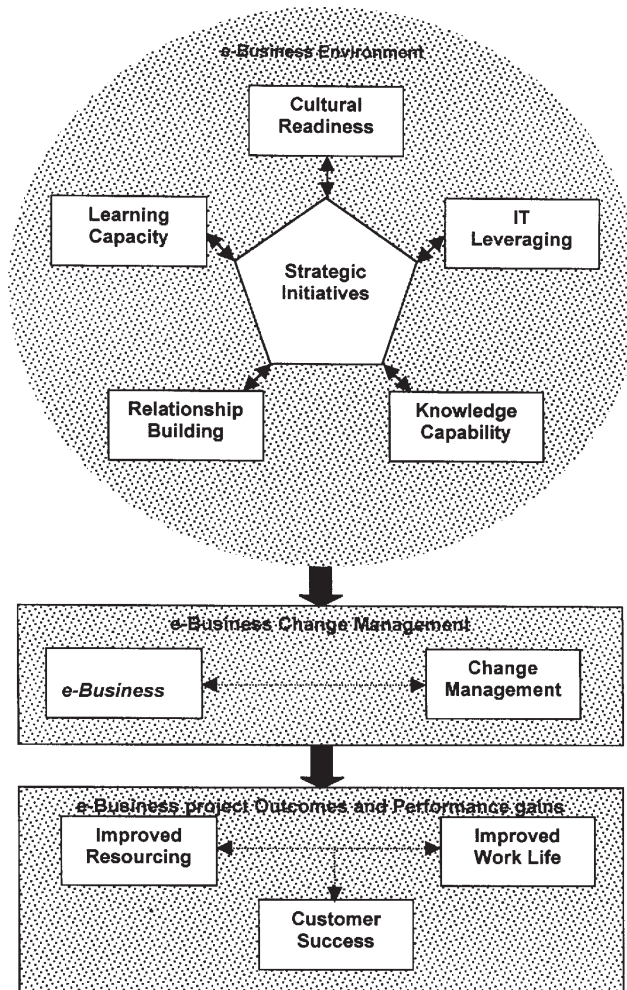 e-Business Environment
Cultural
Readiness
Learning
Capacity
IT
Leveraging
Strategic
Initiatives
Relationship
Building
Knowledge
Capability
e-Business Change Management
e-Business
Change
Management
e-Business project Outcomes and Performance gains
Improved
Resourcing
Improved
Work Life
Customer
Success